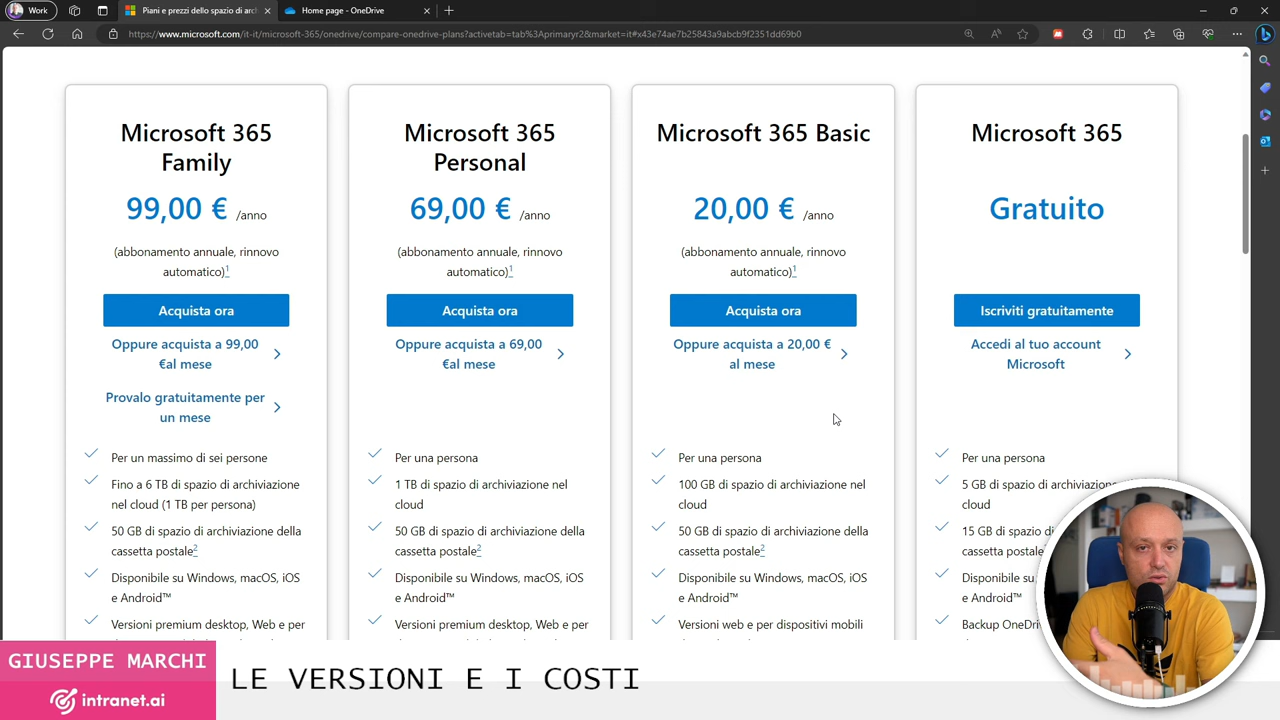 Work
Piani e prezzi dello spazio di arc
Home page - OneDrive
https://www.microsoft.com/it-it/microsoft-365/onedrive/compare-onedrive-plans?activetab=tab%3Aprimaryr2&market=it#x43e74ae7b25843a9abcb9f2351dd69b0
Microsoft 365
Family
99,00 € /anno
(abbonamento annuale, rinnovo
automatico)1
Acquista ora
Oppure acquista a 99,00
€al mese
Provalo gratuitamente per
un mese
Per un massimo di sei persone
Fino a 6 TB di spazio di archiviazione
nel cloud (1 TB per persona)
50 GB di spazio di archiviazione della
cassetta postale2
Disponibile su Windows, macOS, iOS
e Android™
Versioni premium desktop, Web e per
Microsoft 365
Personal
69,00 € /anno
(abbonamento annuale, rinnovo
automatico)1
Acquista ora
Oppure acquista a 69,00
€al mese
Per una persona
1 TB di spazio di archiviazione nel
cloud
50 GB di spazio di archiviazione della
cassetta postale2
Disponibile su Windows, macOS, iOS
e Android™
Versioni premium desktop, Web e per
Microsoft 365 Basic
20,00 € /anno
(abbonamento annuale, rinnovo
automatico)1
Acquista ora
Oppure acquista a 20,00 €
al mese
Per una persona
100 GB di spazio di archiviazione nel
cloud
50 GB di spazio di archiviazione della
cassetta postale2
Disponibile su Windows, macOS, iOS
e Android™
Versioni web e per dispositivi mobili
Microsoft 365
Gratuito
Iscriviti gratuitamente
Accedi al tuo account
Microsoft
Per una persona
5 GB di spazio di archiviazione
cloud
15 GB di
cassetta postale
Disponibile su
e Android™
Backup
GIUSEPPE MARCHI
intranet.ai
LE VERSIONI E I COSTI